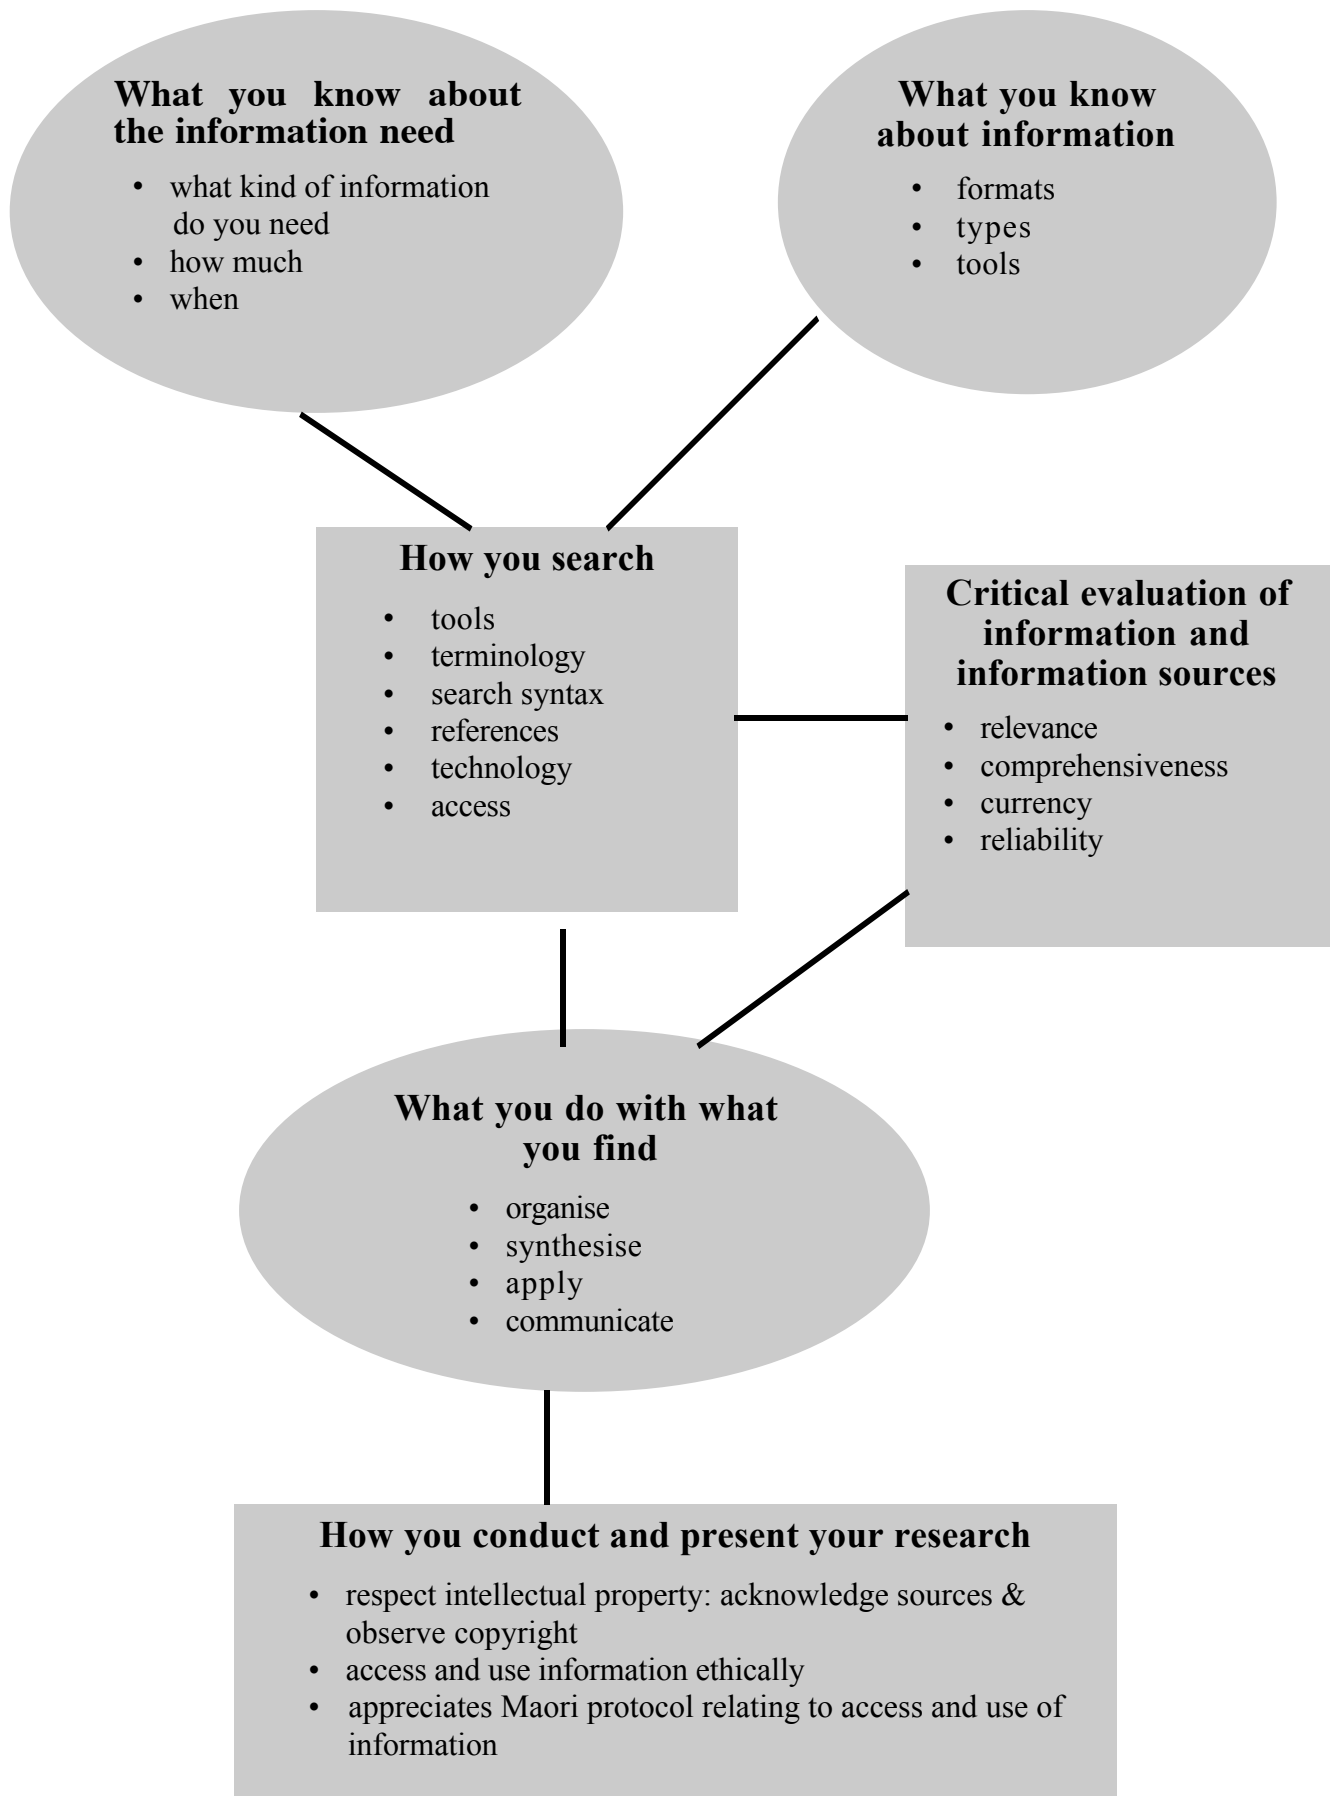 What you know about
the information need
• what kind of information
do you need
• how much
• when
What you know
about information
• formats
• types
• tools
How you search
• tools
• terminology
• search syntax
• references
• technology
• access
Critical evaluation of
information and
information sources
• relevance
• comprehensiveness
• currency
• reliability
What you do with what
you find
• organise
• synthesise
• apply
• communicate
How you conduct and present your research
• respect intellectual property: acknowledge sources &
observe copyright
• access and use information ethically
• appreciates Maori protocol relating to access and use of
information